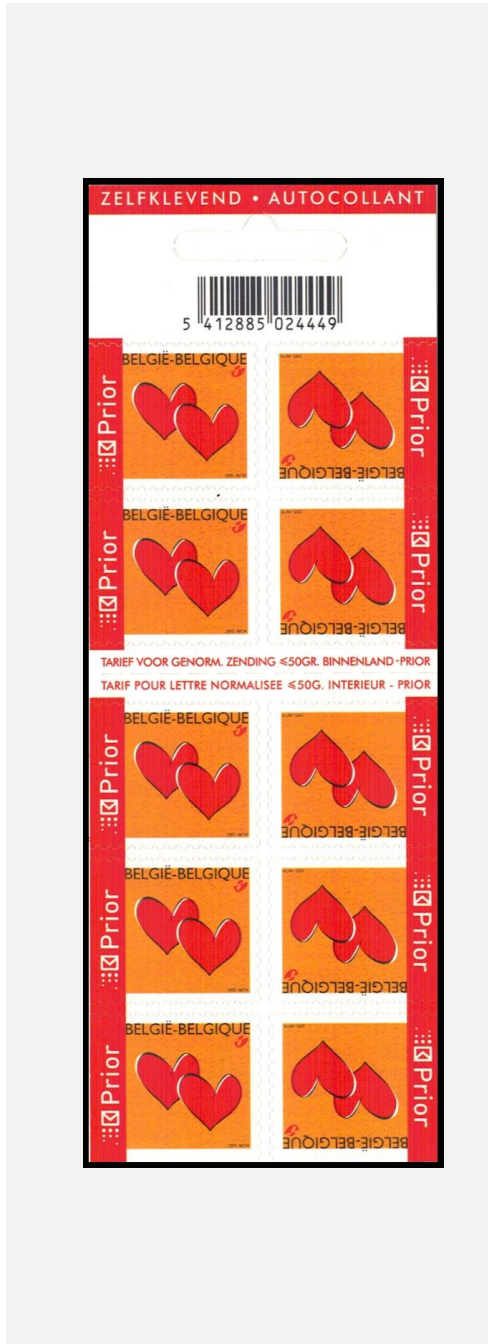 ZELFKLEVEND • AUTOCOLLANT
5 412885 024449
BELGIË-BELGIQUE
Prior
BELGIË-BELGIQUE
Prior
BELGIË-BELGIQUE
Prior
BELGIË-BELGIQUE
Prior
TARIEF VOOR GENORM. ZENDING ≤50GR. BINNENLAND-PRIOR
TARIF POUR LETTRE NORMALISEE ≤50G. INTERIEUR - PRIOR
BELGIË-BELGIQUE
Prior
BELGIË-BELGIQUE
Prior
BELGIË-BELGIQUE
Prior
BELGIË-BELGIQUE
Prior
BELGIË-BELGIQUE
Prior
BELGIË-BELGIQUE
Prior